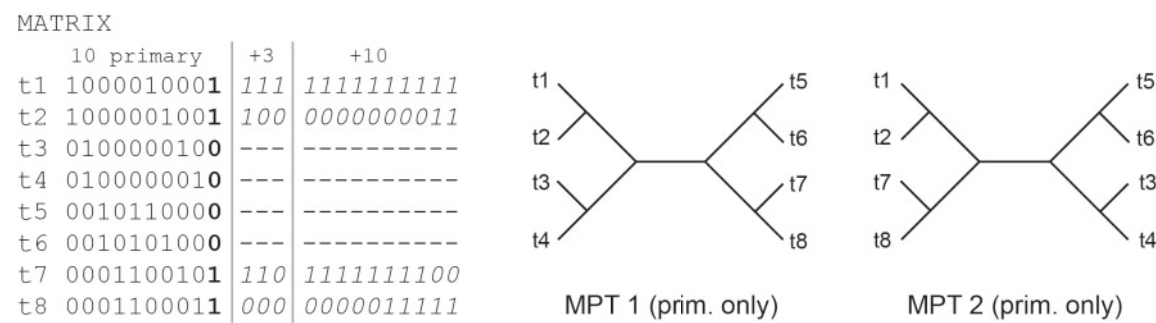 MATRIX
10 primary +3 +10
t1 1000010001 111 1111111111
t2 1000001001 100 0000000011
t3 0100000100 --- ----------
t4 0100000010 --- ----------
t5 0010110000 --- ----------
t6 0010101000 --- ----------
t7 0001100101 110 1111111100
t8 0001100011 000 0000011111
t1 t5
t2 t6
t3 t7
t4 t8
MPT 1 (prim. only)
t1 t5
t2 t6
t7 t3
t8 t4
MPT 2 (prim. only)